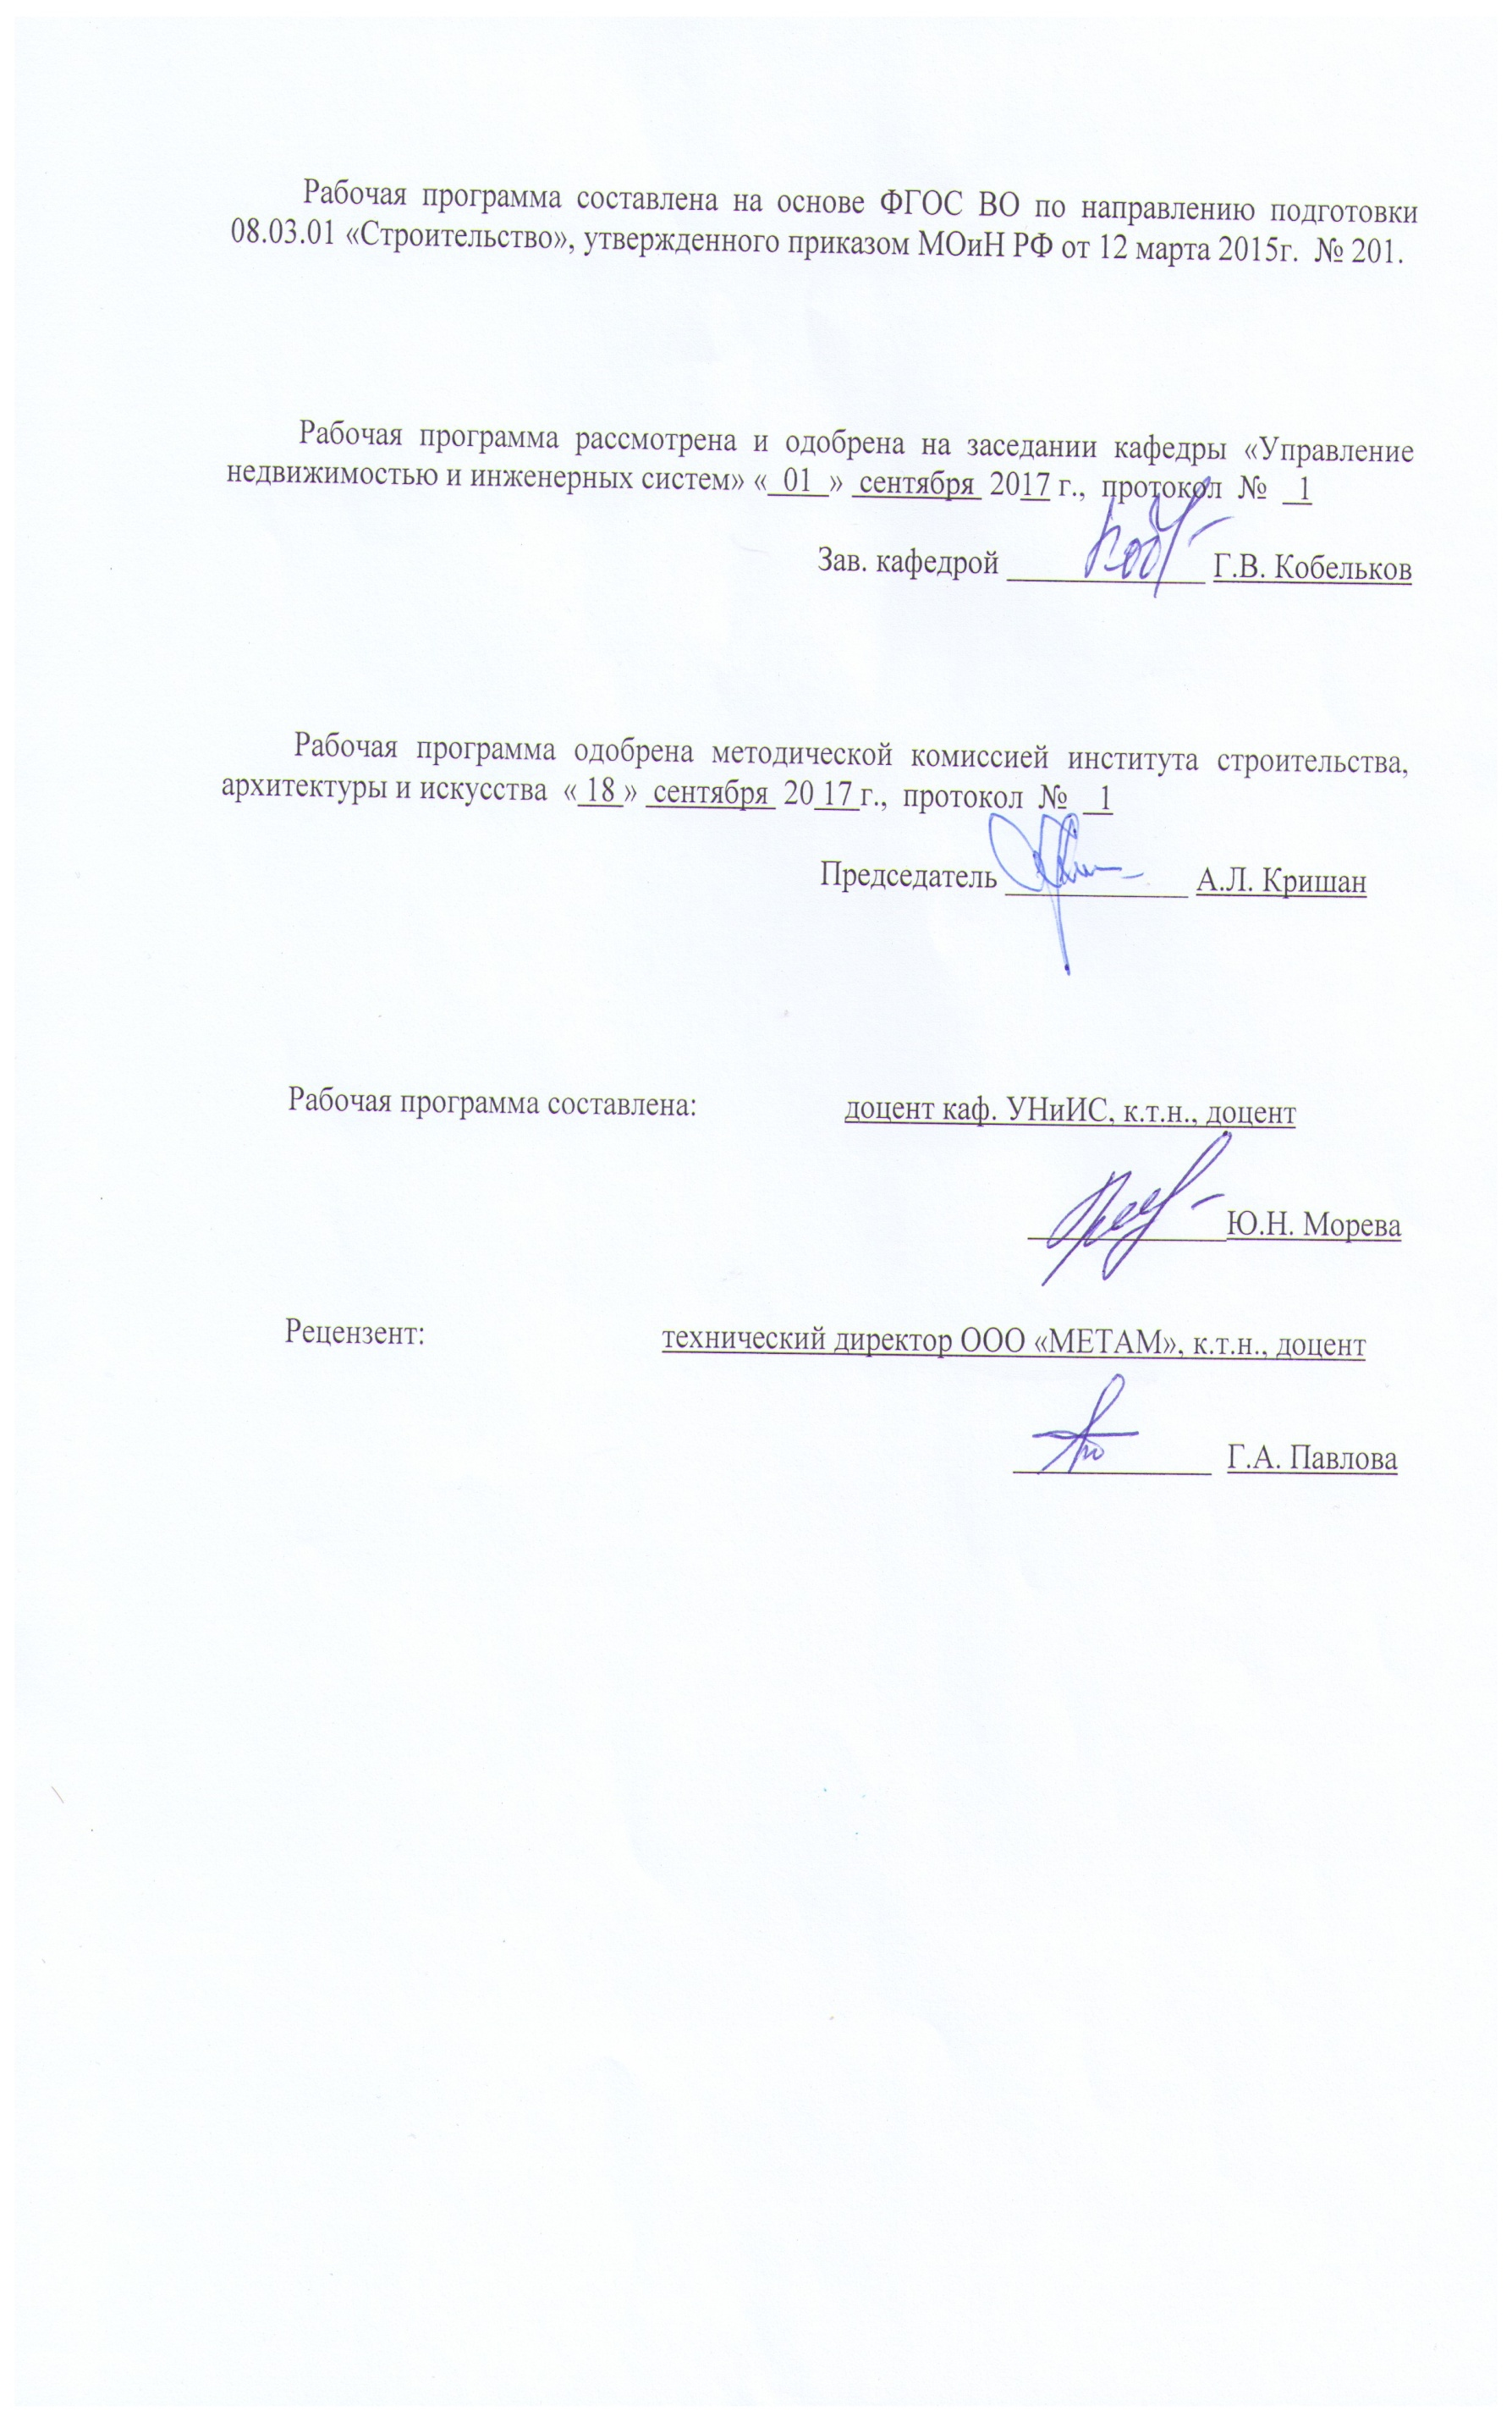 Рабочая программа составлена на основе ФГОС ВО по направлению подготовки
08.03.01 «Строительство», утвержденного приказом МОиН РФ от 12 марта 2015г. № 201.
Рабочая программа рассмотрена и одобрена на заседании кафедры «Управление
недвижимостью и инженерных систем» « 01 » сентября 2017 г., протокол № 1
Зав. кафедрой ____________ Г.В. Кобельков
Рабочая программа одобрена методической комиссией института строительства,
архитектуры и искусства « 18 » сентября 20 17 г., протокол № 1
Председатель ___________ А.Л. Кришан
Рабочая программа составлена: доцент каф. УНиИС, к.т.н., доцент
____________Ю.Н. Морева
Рецензент: технический директор ООО «МЕТАМ», к.т.н., доцент
____________ Г.А. Павлова